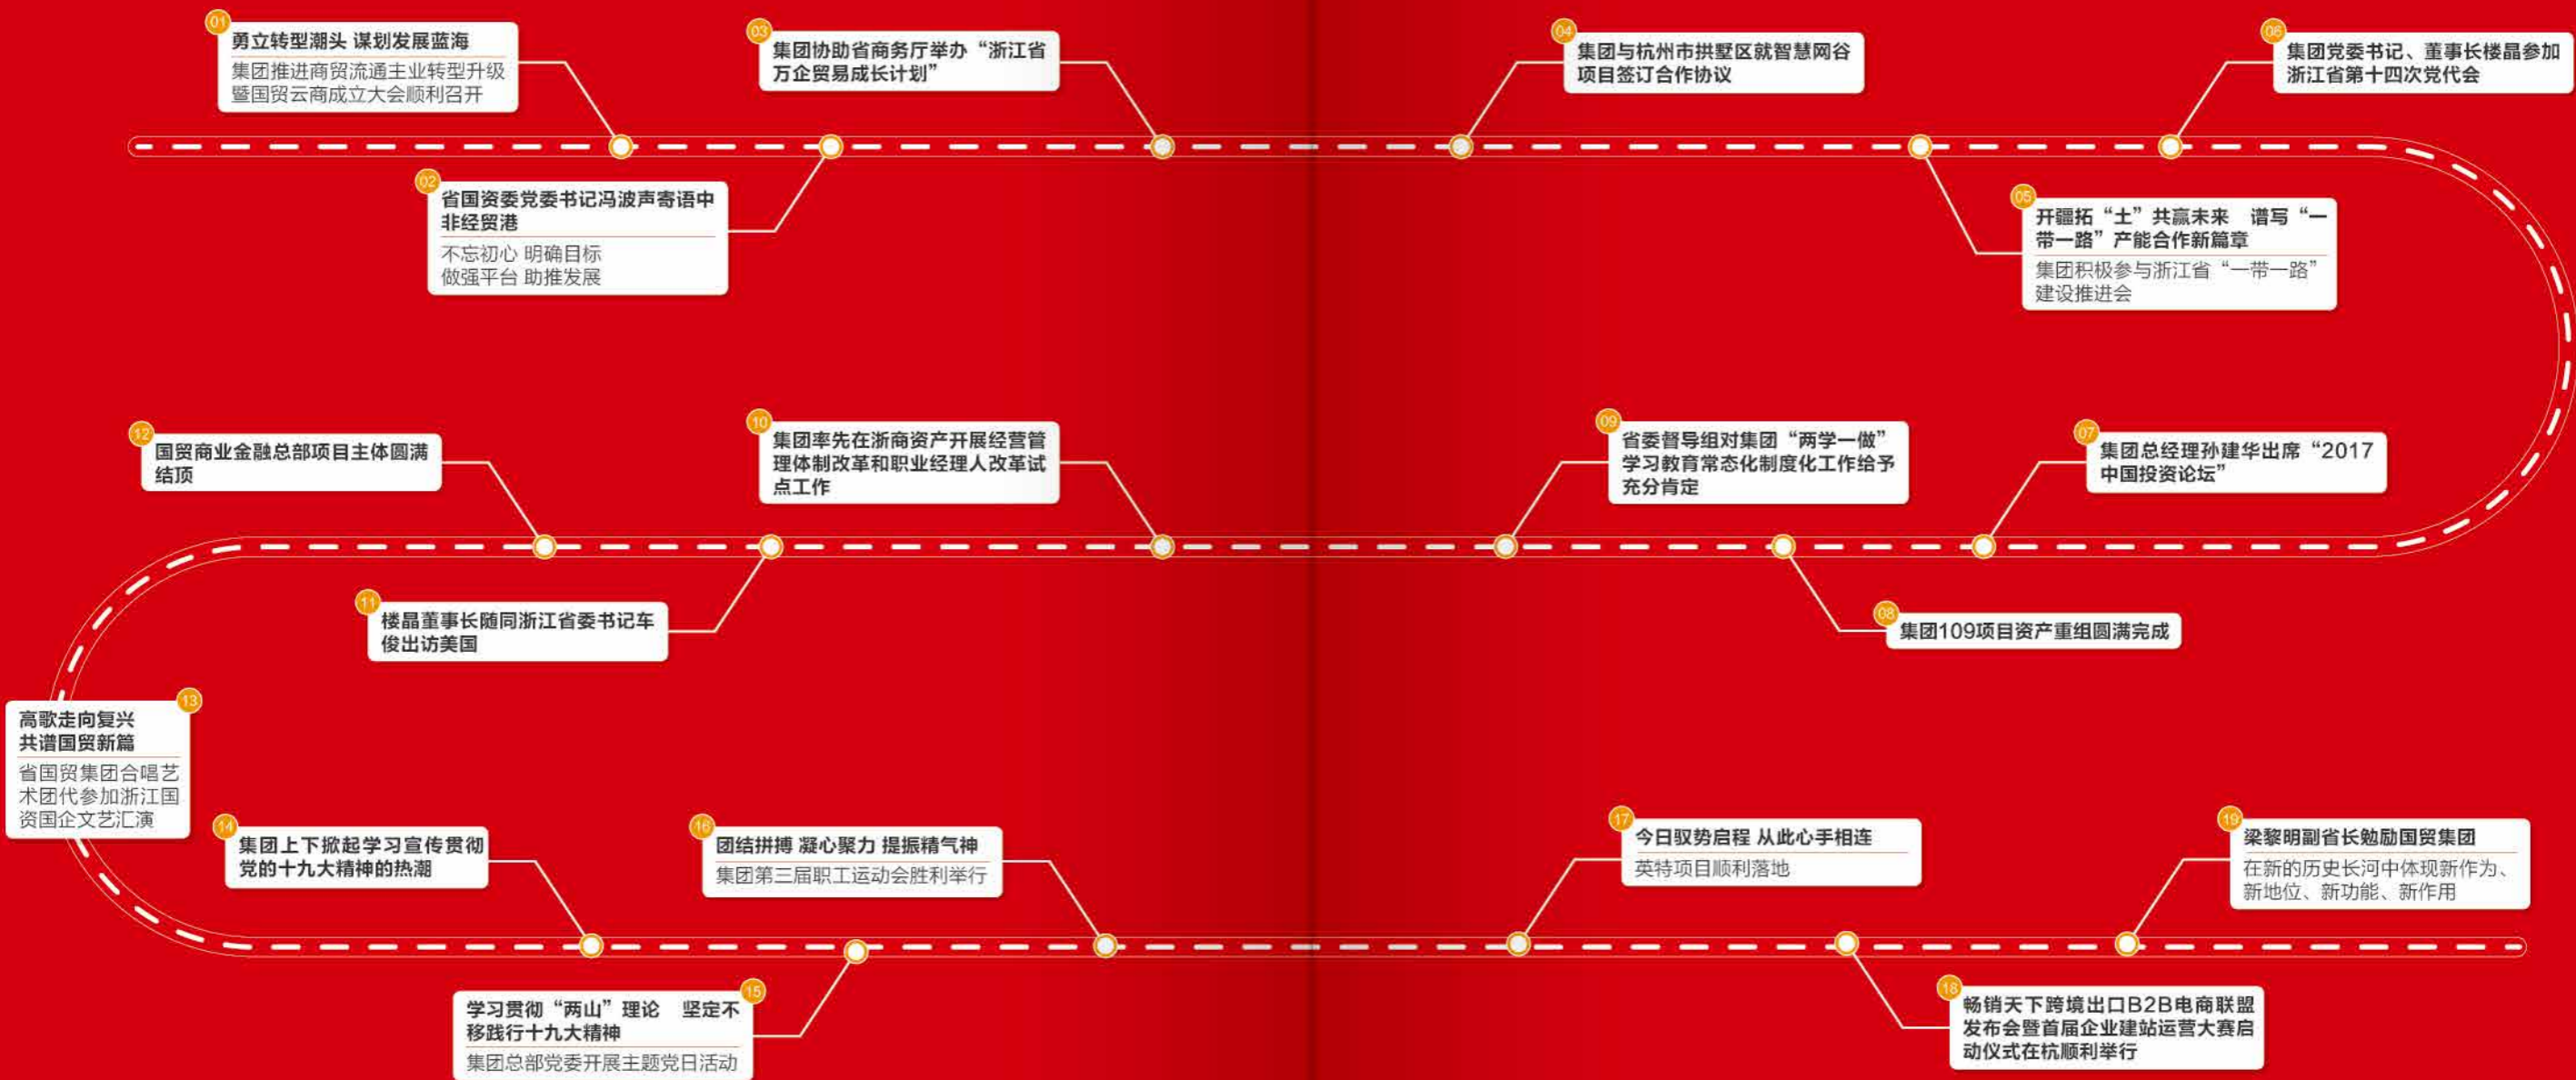 01
勇立转型潮头 谋划发展蓝海
集团推进商贸流通主业转型升级
暨国贸云商成立大会顺利召开
02
省国资委党委书记冯波声寄语中
非经贸港
不忘初心 明确目标
做强平台 助推发展
03
集团协助省商务厅举办“浙江省
万企贸易成长计划”
04
集团与杭州市拱墅区就智慧网谷
项目签订合作协议
05
开疆拓“土”共赢未来 谱写“一
带一路”产能合作新篇章
集团积极参与浙江省“一带一路”
建设推进会
06
集团党委书记、董事长楼晶参加
浙江省第十四次党代会
07
集团总经理孙建华出席“2017
中国投资论坛”
08
集团109项目资产重组圆满完成
09
省委督导组对集团“两学一做”
学习教育常态化制度化工作给予
充分肯定
10
集团率先在浙商资产开展经营管
理体制改革和职业经理人改革试
点工作
11
楼晶董事长随同浙江省委书记车
俊出访美国
12
国贸商业金融总部项目主体圆满
结顶
13
高歌走向复兴
共谱国贸新篇
省国贸集团合唱艺
术团代参加浙江国
资国企文艺汇演
14
集团上下掀起学习宣传贯彻
党的十九大精神的热潮
15
学习贯彻“两山”理论 坚定不
移践行十九大精神
集团总部党委开展主题党日活动
16
团结拼搏 凝心聚力 提振精气神
集团第三届职工运动会胜利举行
17
今日驭势启程 从此心手相连
英特项目顺利落地
18
畅销天下跨境出口B2B电商联盟
发布会暨首届企业建站运营大赛启
动仪式在杭顺利举行
19
梁黎明副省长勉励国贸集团
在新的历史长河中体现新作为、
新地位、新功能、新作用